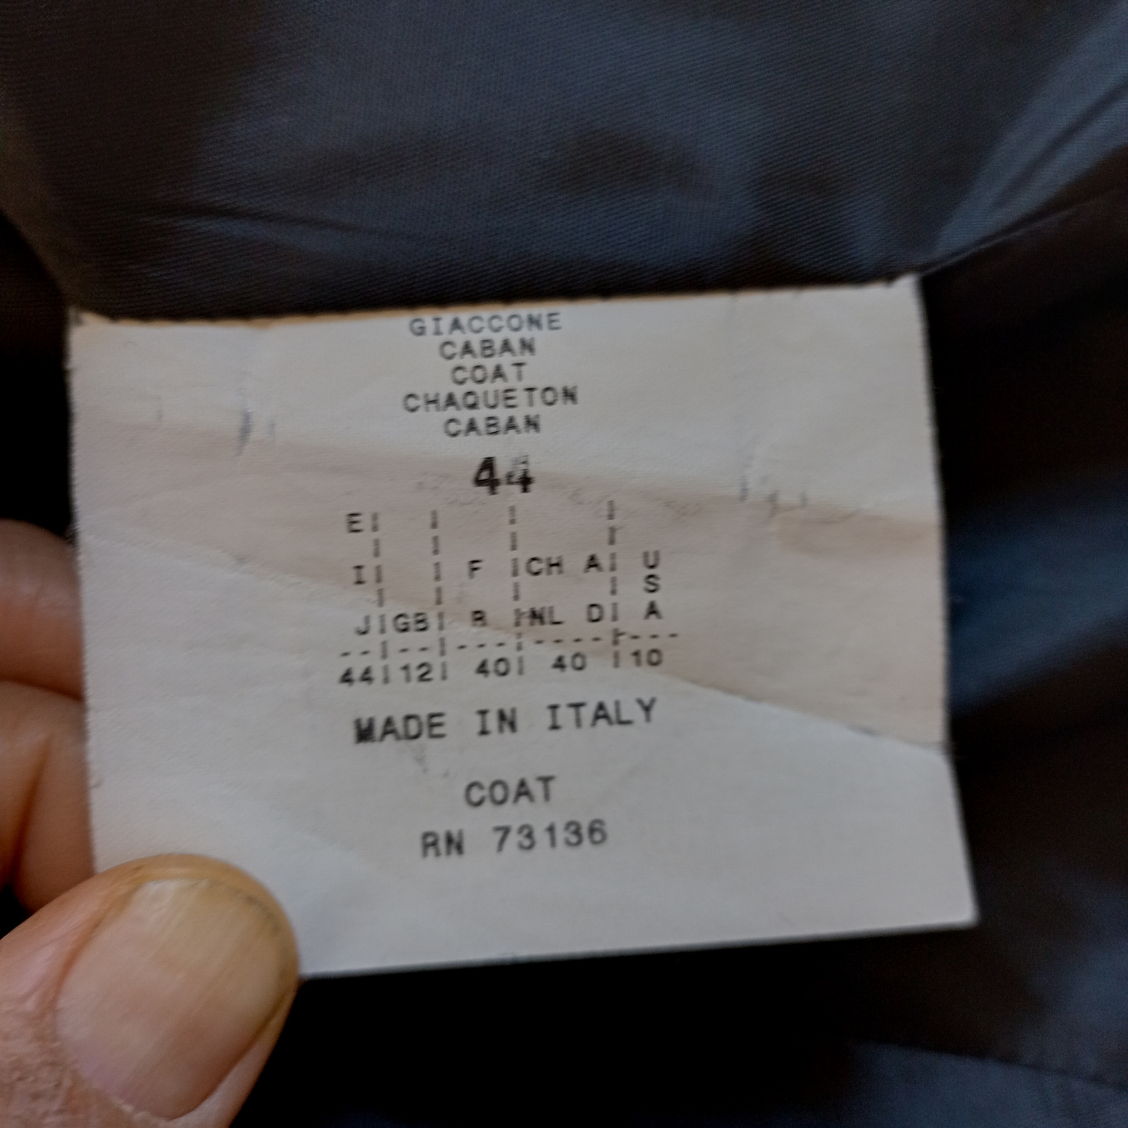 GIACCONE
CABAN
COAT
CHAQUETON
CABAN
44
E| | | |
| | | |
I| | F |CH A| U
| | | | S
J|GB| B |NL D| A
--|--|----|----|---
44|12| 40| 40 |10
MADE IN ITALY
COAT
RN 73136